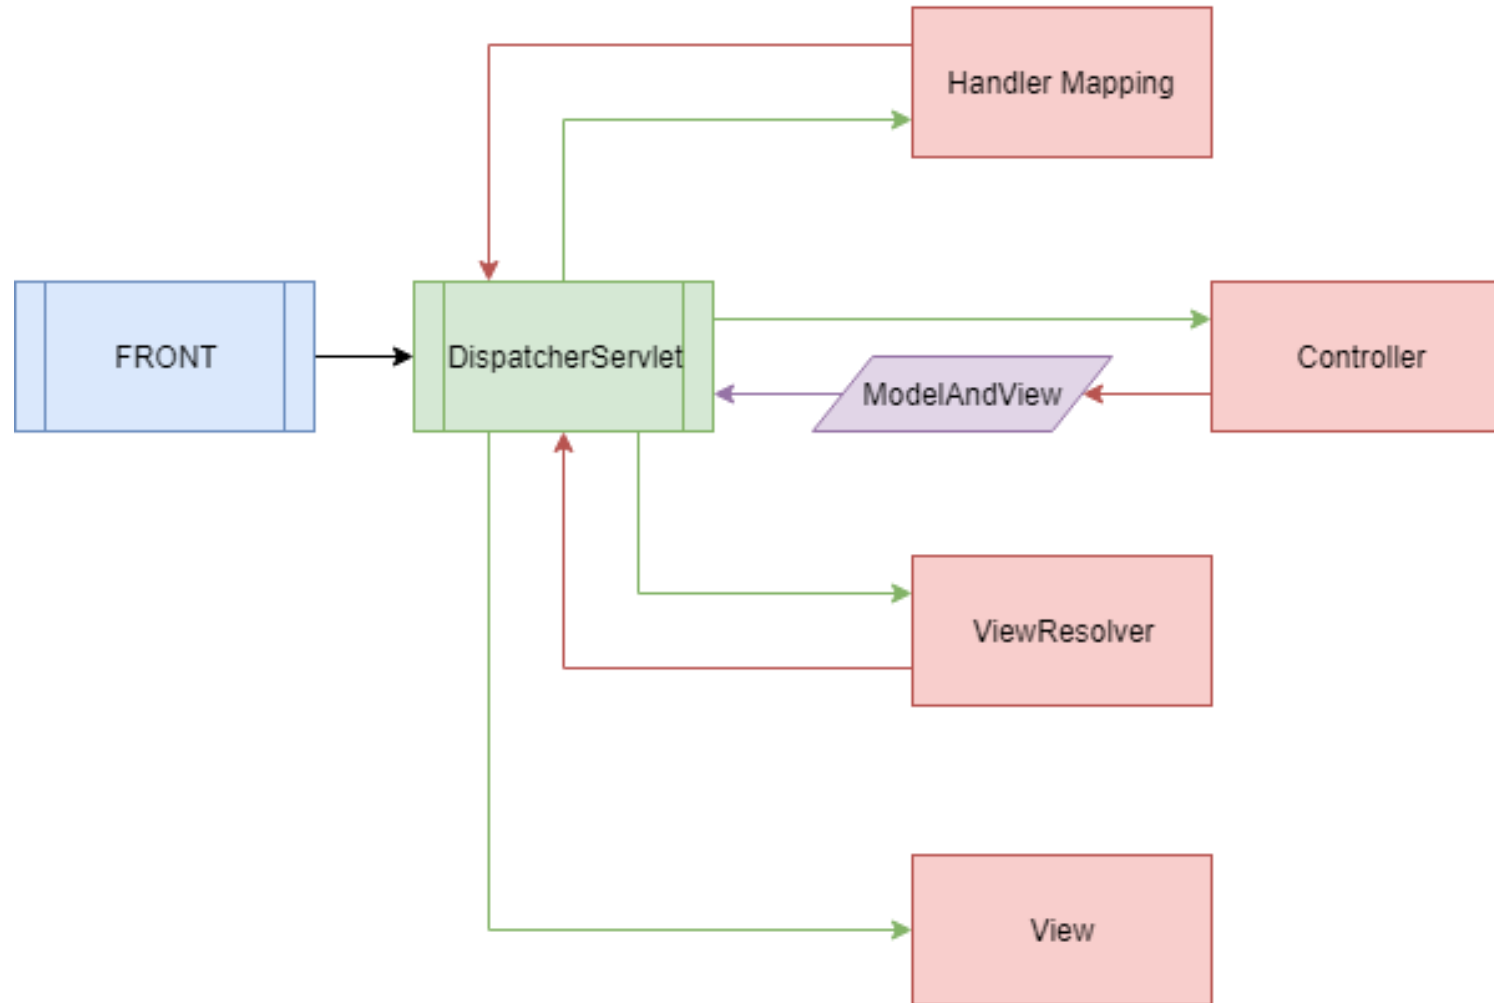 Handler Mapping
FRONT
DispatcherServlet
Controller
ModelAndView
ViewResolver
View